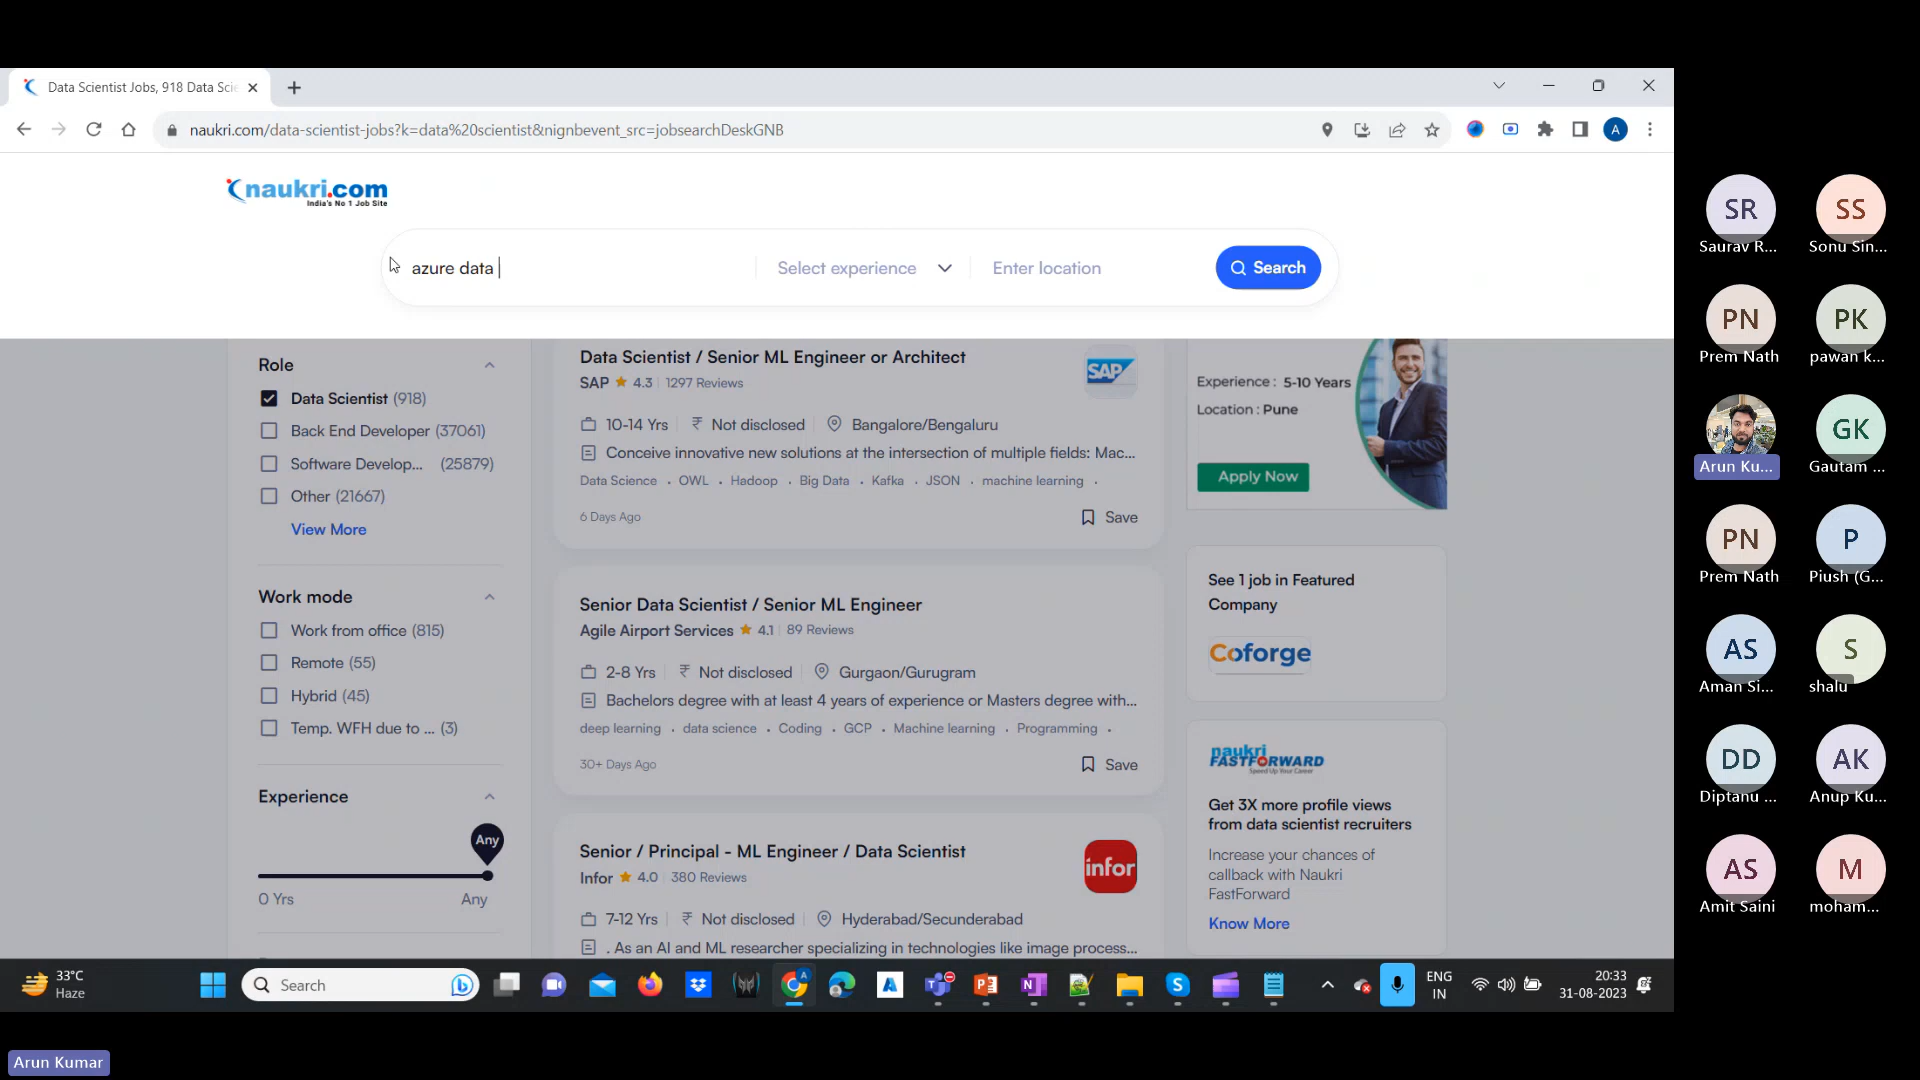 Data Scientist Jobs, 918 Data Scie
naukri.com/data-scientist-jobs?k=data%20scientist&nignbevent_src=jobsearchDeskGNB
A
naukri.com
India's No 1 Job Site
azure data
Select experience
Enter location
Search
Role
Data Scientist (918)
Back End Developer (37061)
Software Develop... (25879)
Other (21667)
View More
Work mode
Work from office (815)
Remote (55)
Hybrid (45)
Temp. WFH due to ... (3)
Experience
Any
0 Yrs
Any
Data Scientist / Senior ML Engineer or Architect
SAP 4.3 1297 Reviews
SAP
10-14 Yrs ₹ Not disclosed Bangalore/Bengaluru
Conceive innovative new solutions at the intersection of multiple fields: Mac...
Data Science · OWL · Hadoop · Big Data · Kafka · JSON · machine learning ·
6 Days Ago
Save
Senior Data Scientist / Senior ML Engineer
Agile Airport Services 4.1 89 Reviews
2-8 Yrs ₹ Not disclosed Gurgaon/Gurugram
Bachelors degree with at least 4 years of experience or Masters degree with...
deep learning · data science · Coding · GCP · Machine learning · Programming ·
30+ Days Ago
Save
Senior / Principal - ML Engineer / Data Scientist
Infor 4.0 380 Reviews
infor
7-12 Yrs ₹ Not disclosed Hyderabad/Secunderabad
. As an AI and ML researcher specializing in technologies like image process...
Experience : 5-10 Years
Location : Pune
Apply Now
See 1 job in Featured
Company
Coforge
naukri
FASTFORWARD
Speed Up Your Career
Get 3X more profile views
from data scientist recruiters
Increase your chances of
callback with Naukri
FastForward
Know More
33°C
Haze
Search
ENG
IN
20:33
31-08-2023
SR
Saurav R...
SS
Sonu Sin...
PN
Prem Nath
PK
pawan k...
Arun Ku...
GK
Gautam ...
PN
Prem Nath
P
Piush (G...
AS
Aman Si...
S
shalu
DD
Diptanu ...
AK
Anup Ku...
AS
Amit Saini
M
moham...
Arun Kumar